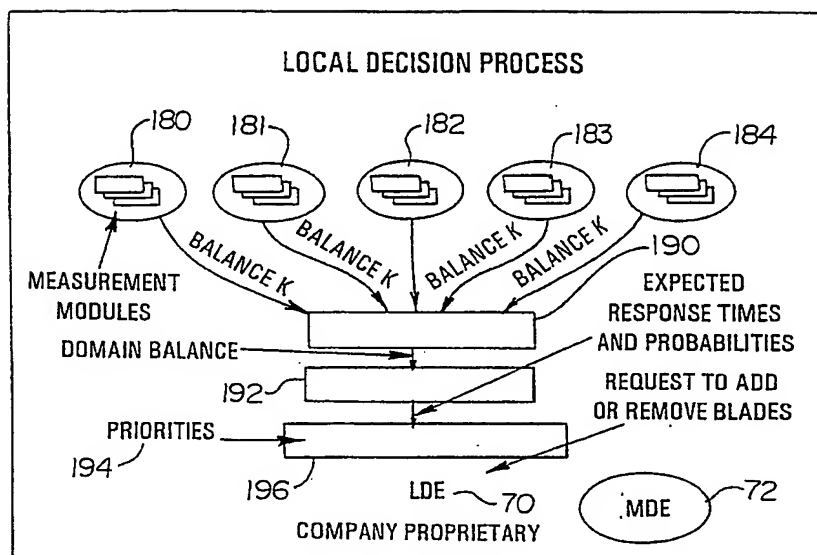 LOCAL DECISION PROCESS
180
181
182
183
184
BALANCE K
BALANCE K
BALANCE K
BALANCE K
190
MEASUREMENT
MODULES
EXPECTED
RESPONSE TIMES
AND PROBABILITIES
DOMAIN BALANCE
192
REQUEST TO ADD
OR REMOVE BLADES
PRIORITIES
194
196
LDE
70
.MDE
72
COMPANY PROPRIETARY